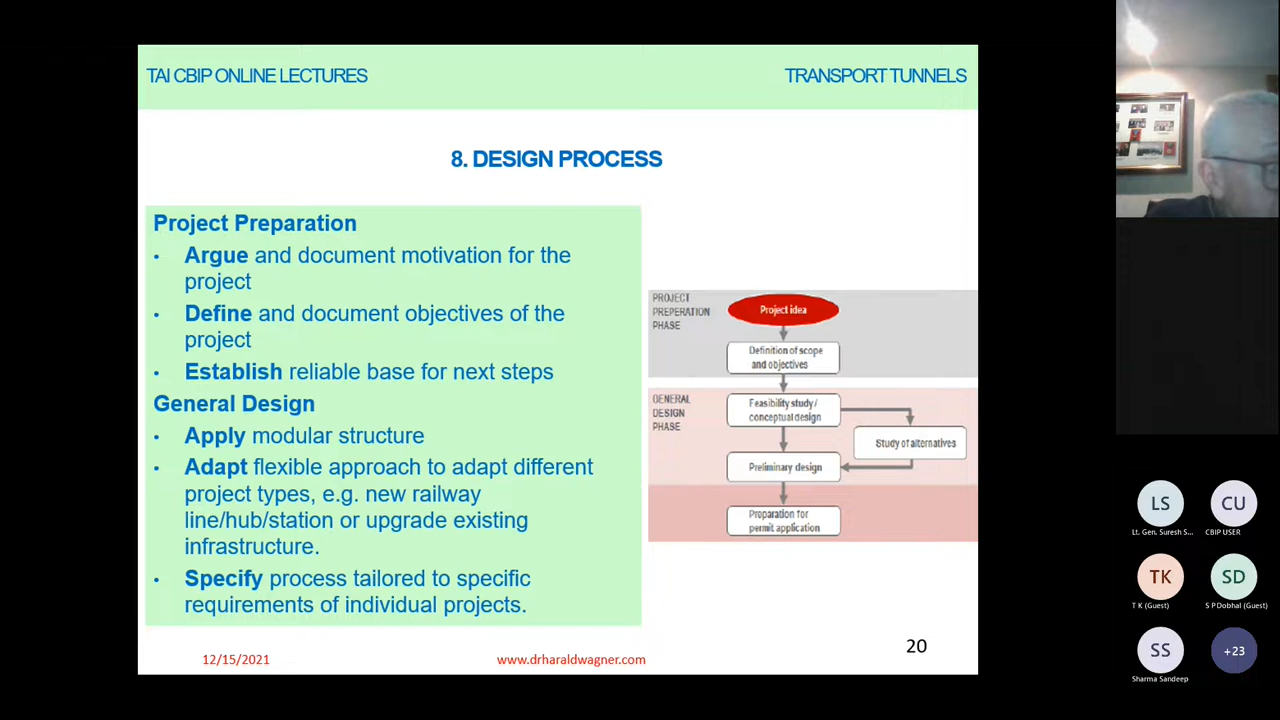 TAI CBIP ONLINE LECTURES
TRANSPORT TUNNELS
8. DESIGN PROCESS
Project Preparation
• Argue and document motivation for the
project
• Define and document objectives of the
project
• Establish reliable base for next steps
General Design
• Apply modular structure
• Adapt flexible approach to adapt different
project types, e.g. new railway
line/hub/station or upgrade existing
infrastructure.
• Specify process tailored to specific
requirements of individual projects.
PROJECT
PREPERATION
PHASE
Project idea
Definition of scope
and objectives
GENERAL
DESIGN
PHASE
Feasibility study/
conceptual design
Study of alternatives
Preliminary design
Preparation for
permit application
12/15/2021
www.drharaldwagner.com
20
LS
Lt. Gen. Suresh S...
CU
CBIP USER
TK
T K (Guest)
SD
S P Dobhal (Guest)
SS
Sharma Sandeep
+23